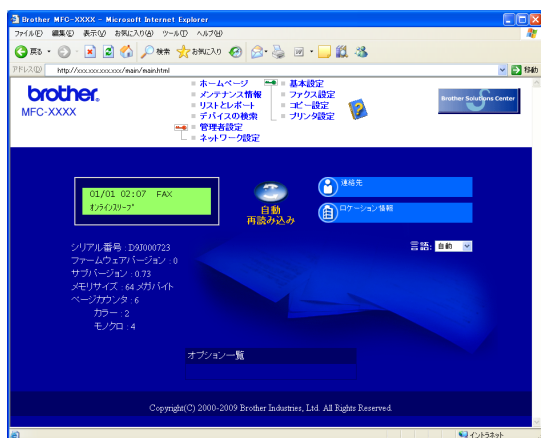 Brother MFC-XXXX - Microsoft Internet Explorer
ファイル(F) 編集(E) 表示(V) お気に入り(A) ツール(T) ヘルプ(H)
戻る 検索 お気に入り
アドレス(D) http://xxx.xxx.xxx.xxx/main/main.html 移動
brother.
MFC-XXXX
ホームページ
メンテナンス情報
リストとレポート
デバイスの検索
管理者設定
ネットワーク設定
基本設定
ファクス設定
コピー設定
プリンタ設定
Brother Solutions Center
01/01 02:07 FAX
オンラインスリープ
自動
再読み込み
連絡先
ロケーション情報
言語: 自動
シリアル番号 : D9J000723
ファームウェアバージョン : 0
サブバージョン : 0.73
メモリサイズ : 64 メガバイト
ページカウンタ : 6
カラー : 2
モノクロ : 4
オプション一覧
Copyright(C) 2000-2009 Brother Industries, Ltd. All Rights Reserved.
イントラネット